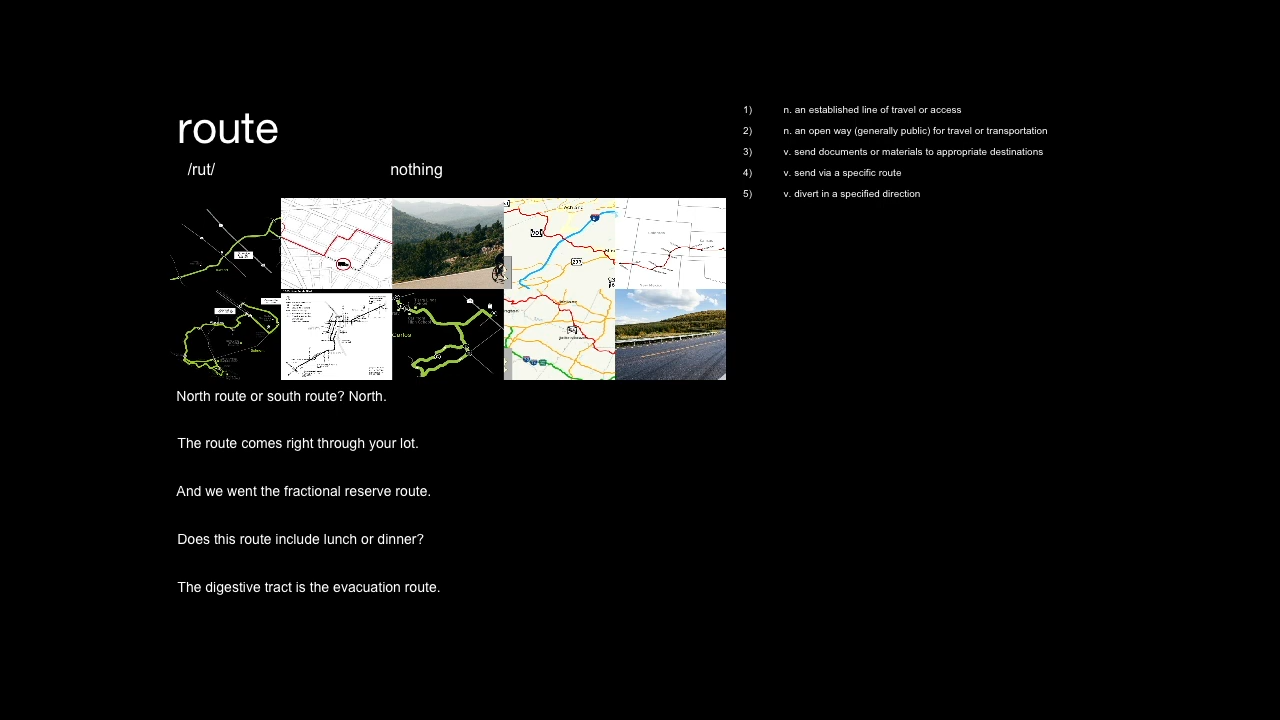 route
/rut/
nothing
1) n. an established line of travel or access
2) n. an open way (generally public) for travel or transportation
3) v. send documents or materials to appropriate destinations
4) v. send via a specific route
5) v. divert in a specified direction
North route or south route? North.
The route comes right through your lot.
And we went the fractional reserve route.
Does this route include lunch or dinner?
The digestive tract is the evacuation route.